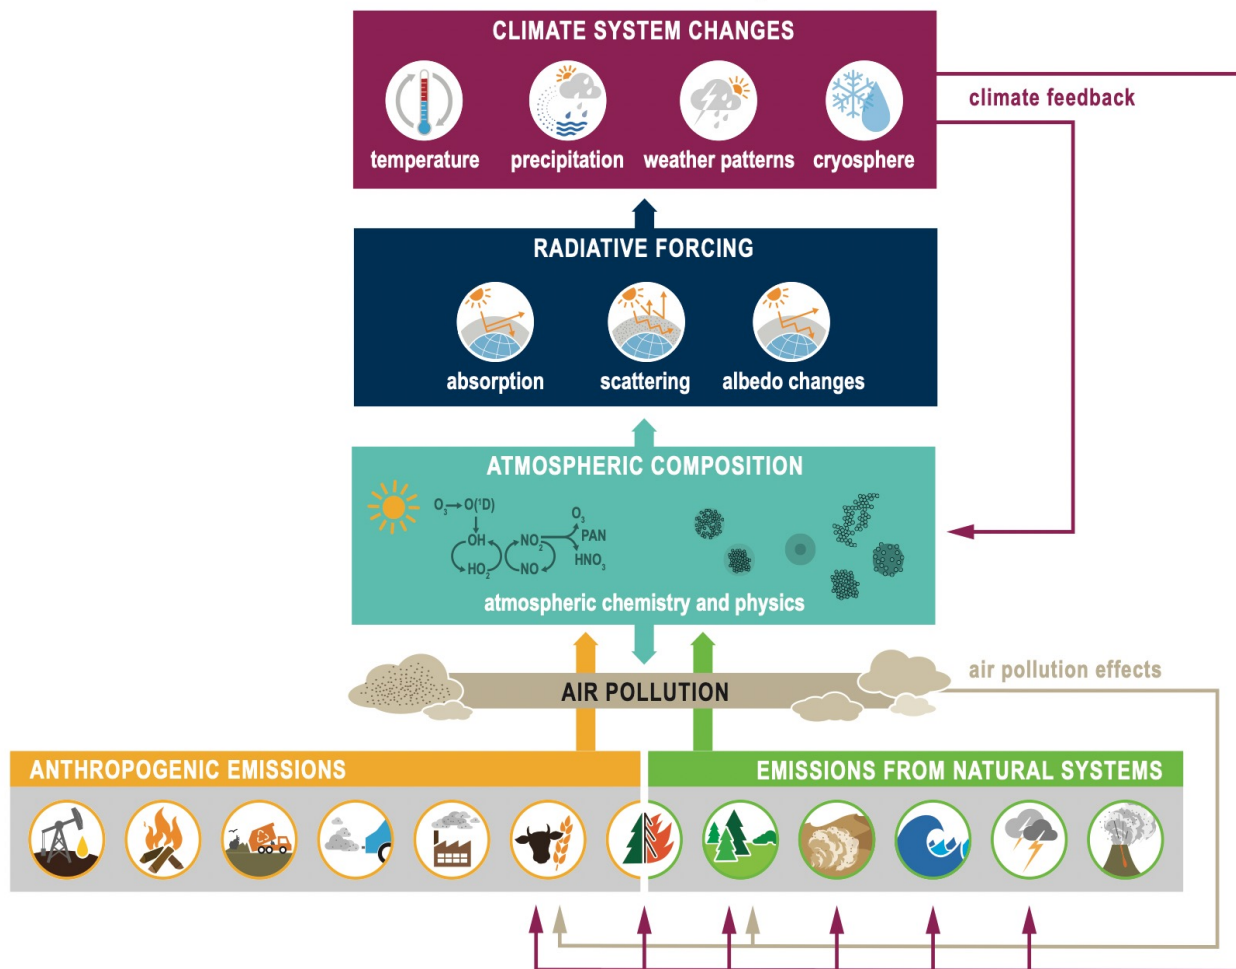 CLIMATE SYSTEM CHANGES
temperature
precipitation
weather patterns
cryosphere
climate feedback
RADIATIVE FORCING
absorption
scattering
albedo changes
ATMOSPHERIC COMPOSITION
O₃ → O(¹D)
OH
HO₂
NO₂
NO
O₃
PAN
HNO₃
atmospheric chemistry and physics
AIR POLLUTION
air pollution effects
ANTHROPOGENIC EMISSIONS
EMISSIONS FROM NATURAL SYSTEMS